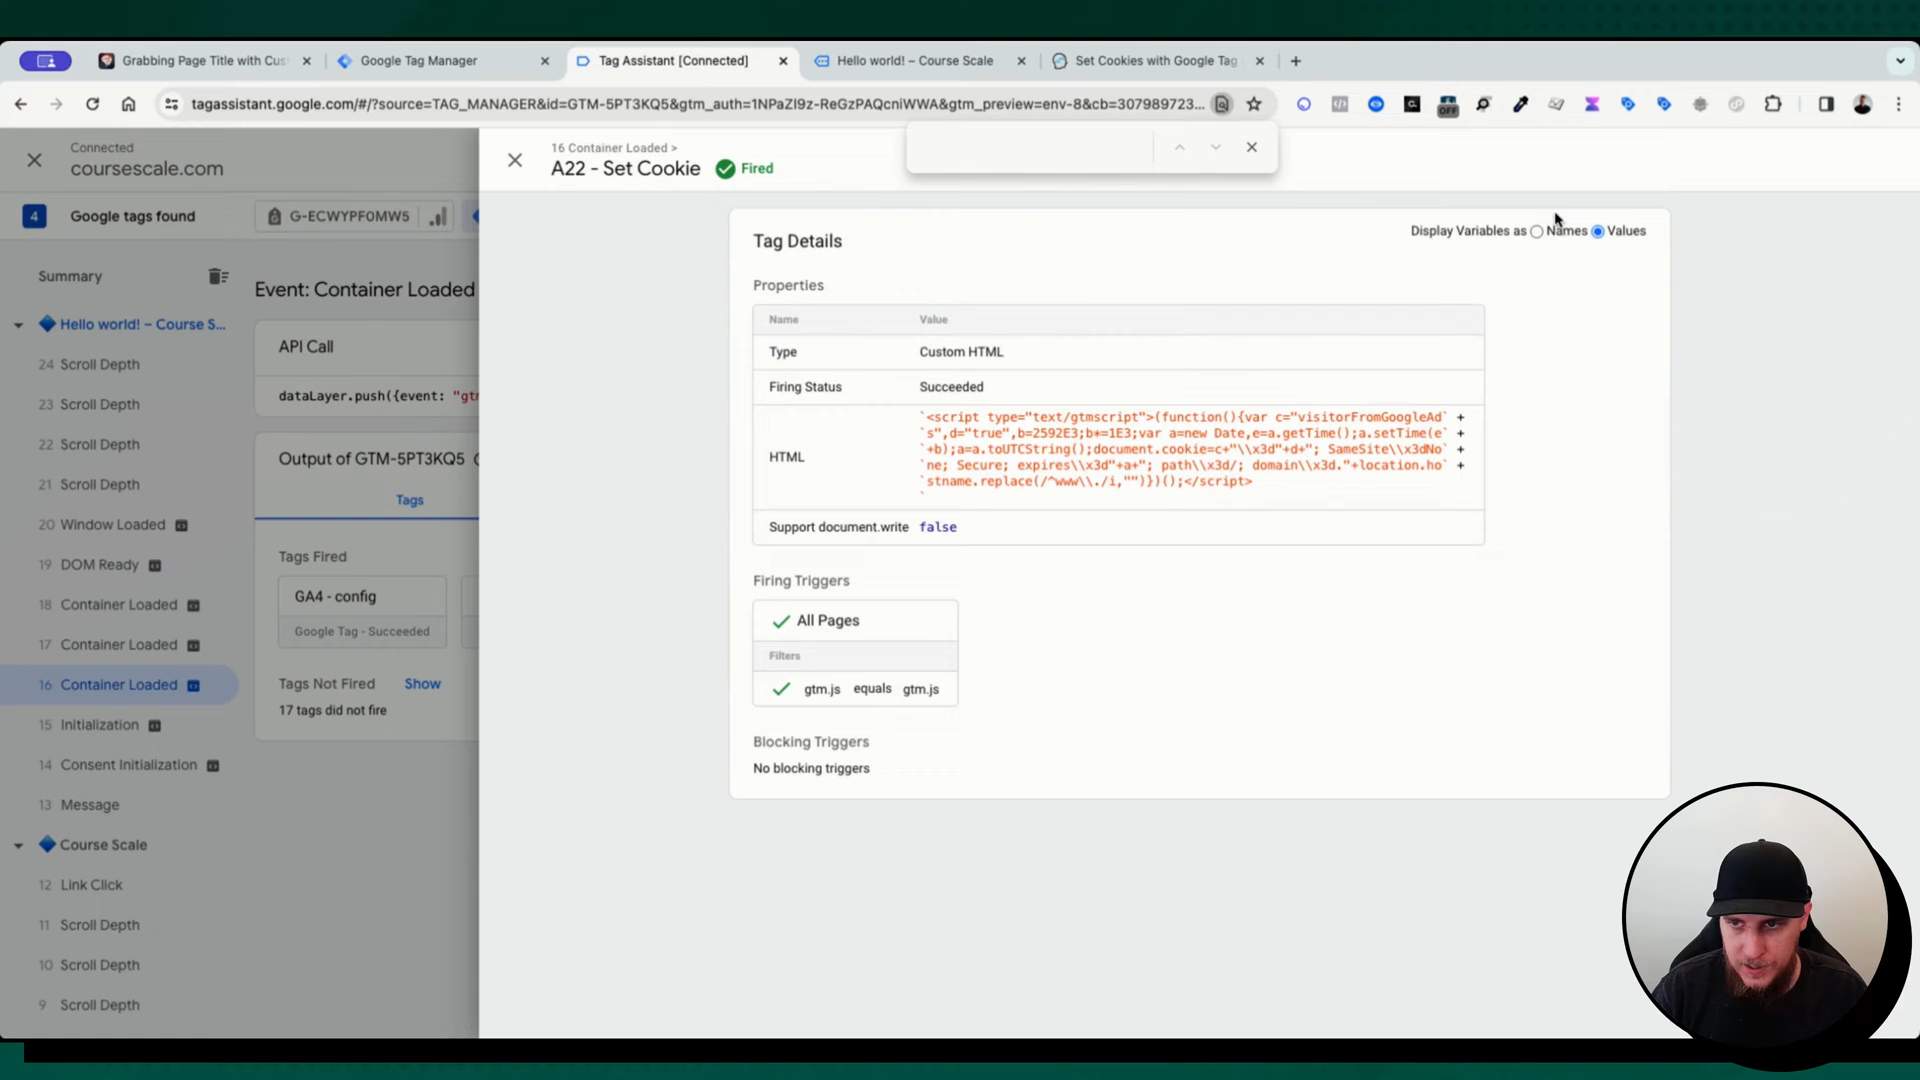 Grabbing Page Title with Cus
Google Tag Manager
Tag Assistant [Connected]
Hello world! – Course Scale
Set Cookies with Google Tag
tagassistant.google.com/#/?source=TAG_MANAGER&id=GTM-5PT3KQ5&gtm_auth=1NPaZl9z-ReGzPAQcniWWA&gtm_preview=env-8&cb=307989723...
OFF
Connected
coursescale.com
16 Container Loaded >
A22 - Set Cookie
Fired
4
Google tags found
G-ECWYPF0MW5
Summary
Hello world! – Course S...
24 Scroll Depth
23 Scroll Depth
22 Scroll Depth
21 Scroll Depth
20 Window Loaded
19 DOM Ready
18 Container Loaded
17 Container Loaded
16 Container Loaded
15 Initialization
14 Consent Initialization
13 Message
Course Scale
12 Link Click
11 Scroll Depth
10 Scroll Depth
9 Scroll Depth
Event: Container Loaded
API Call
dataLayer.push({event: "gt
Output of GTM-5PT3KQ5
Tags
Tags Fired
GA4 - config
Google Tag - Succeeded
Tags Not Fired Show
17 tags did not fire
Tag Details
Display Variables as Names Values
Properties
Name Value
Type Custom HTML
Firing Status Succeeded
HTML
`<script type="text/gtmscript">(function(){var c="visitorFromGoogleAd` +
`s",d="true",b=2592E3;b*=1E3;var a=new Date,e=a.getTime();a.setTime(e` +
`+b);a=a.toUTCString();document.cookie=c+"\\x3d"+d+"; SameSite\\x3dNo` +
`ne; Secure; expires\\x3d"+a+"; path\\x3d/; domain\\x3d."+location.ho` +
`stname.replace(/^www\\./i,"")})();</script>
`
Support document.write false
Firing Triggers
All Pages
Filters
gtm.js equals gtm.js
Blocking Triggers
No blocking triggers